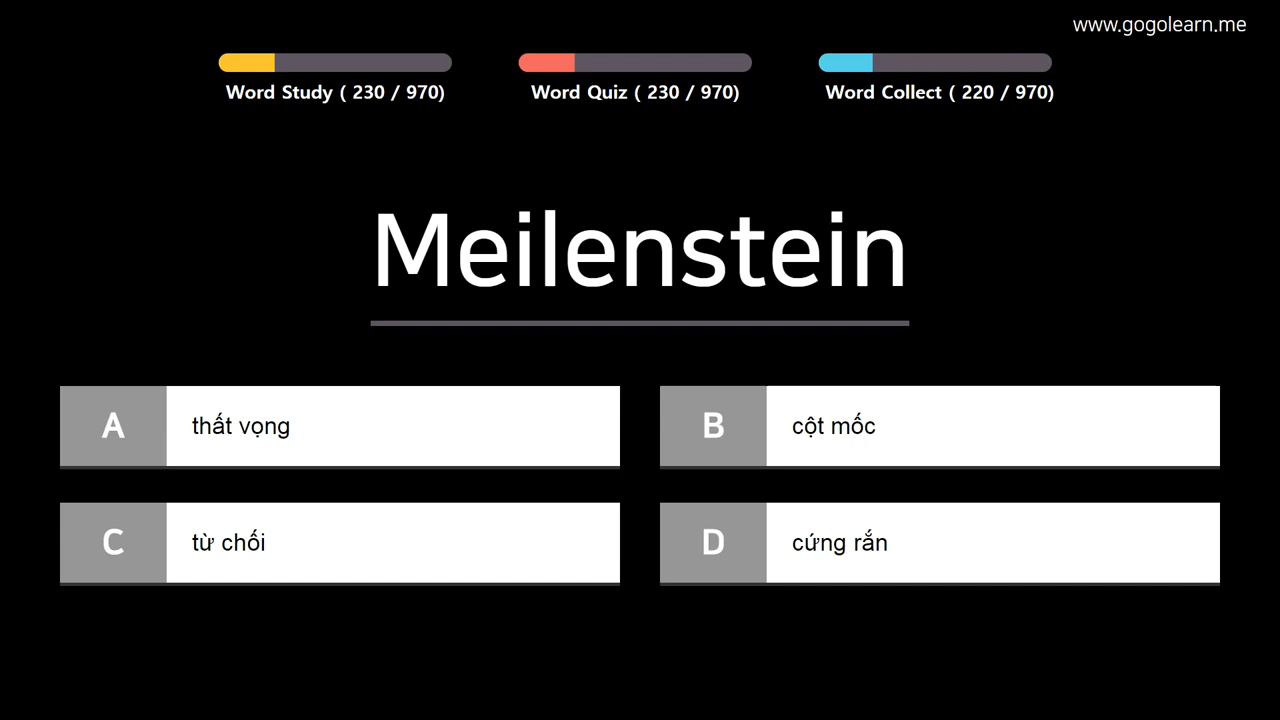 www.gogolearn.me
Word Study ( 230 / 970)
Word Quiz ( 230 / 970)
Word Collect ( 220 / 970)
Meilenstein
A thất vọng
B cột mốc
C từ chối
D cứng rắn